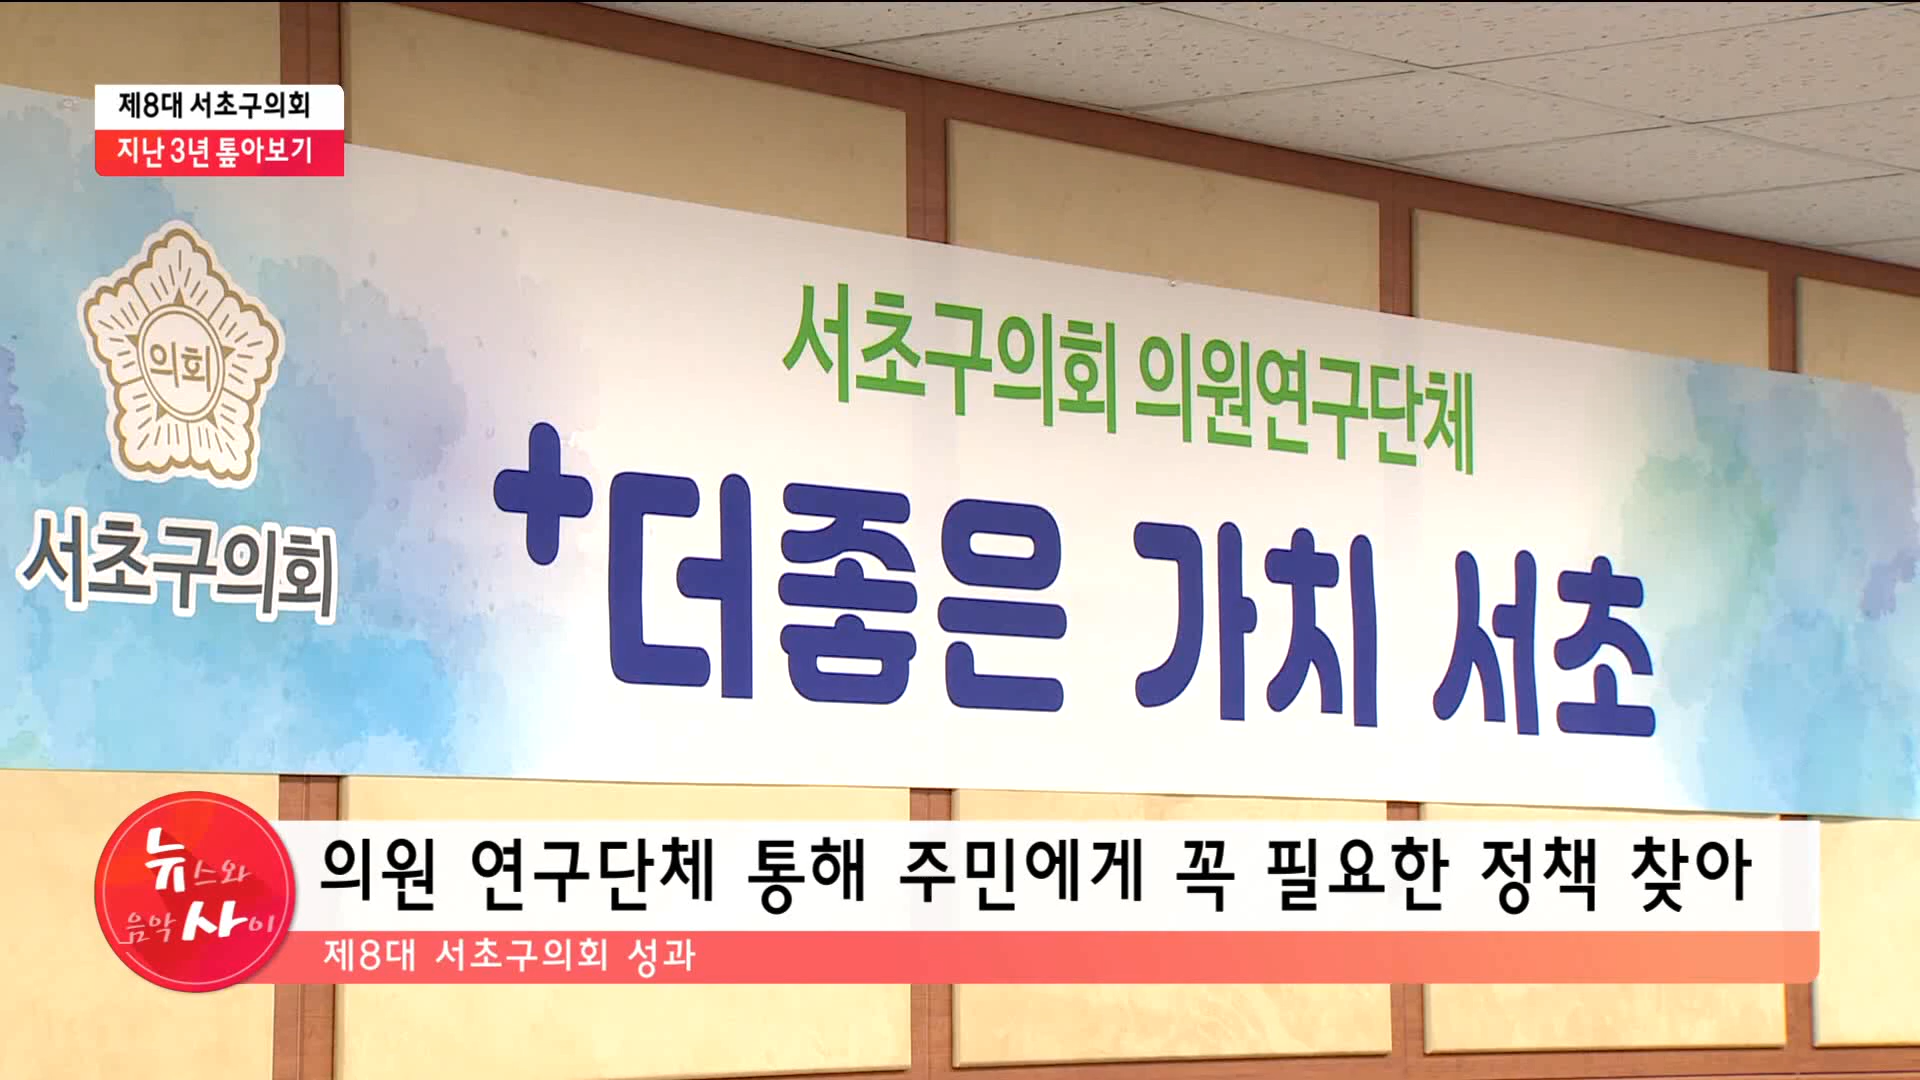 제8대 서초구의회
지난 3년 톺아보기
의회
서초구의회
서초구의회 의원연구단체
+더좋은 가치 서초
뉴스와
음악 사이
의원 연구단체 통해 주민에게 꼭 필요한 정책 찾아
제8대 서초구의회 성과